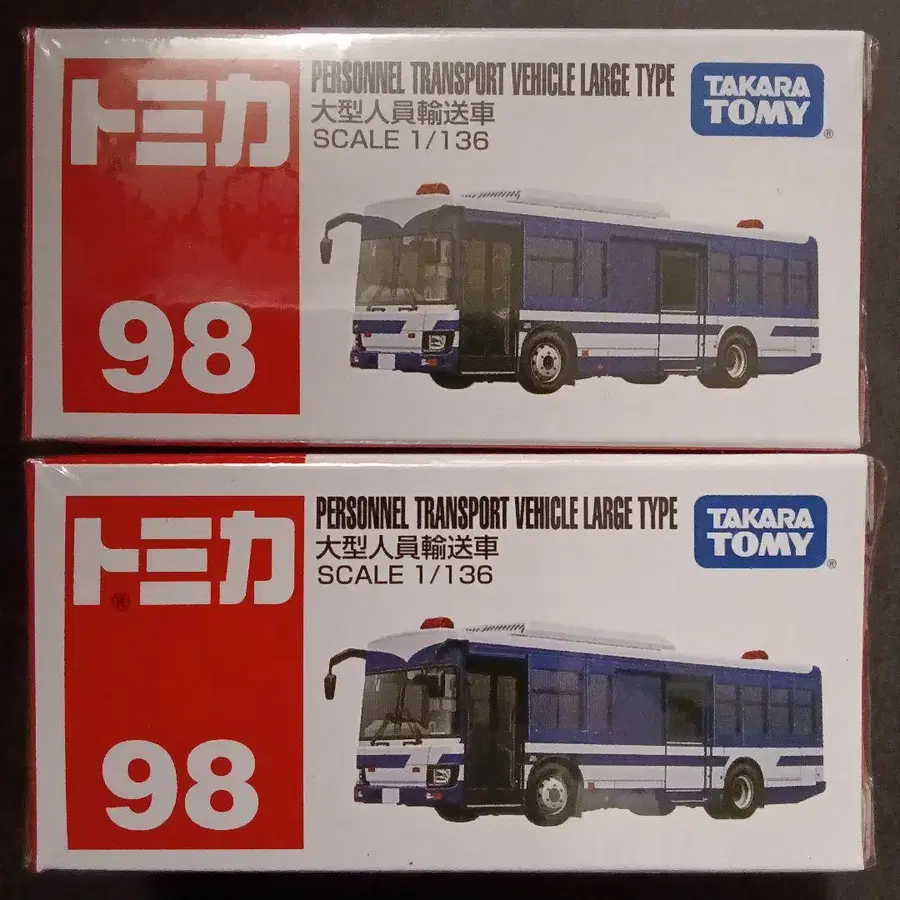 トミカ
®
98
PERSONNEL TRANSPORT VEHICLE LARGE TYPE
大型人員輸送車
SCALE 1/136
TAKARA
TOMY
®
トミカ
®
98
PERSONNEL TRANSPORT VEHICLE LARGE TYPE
大型人員輸送車
SCALE 1/136
TAKARA
TOMY
®